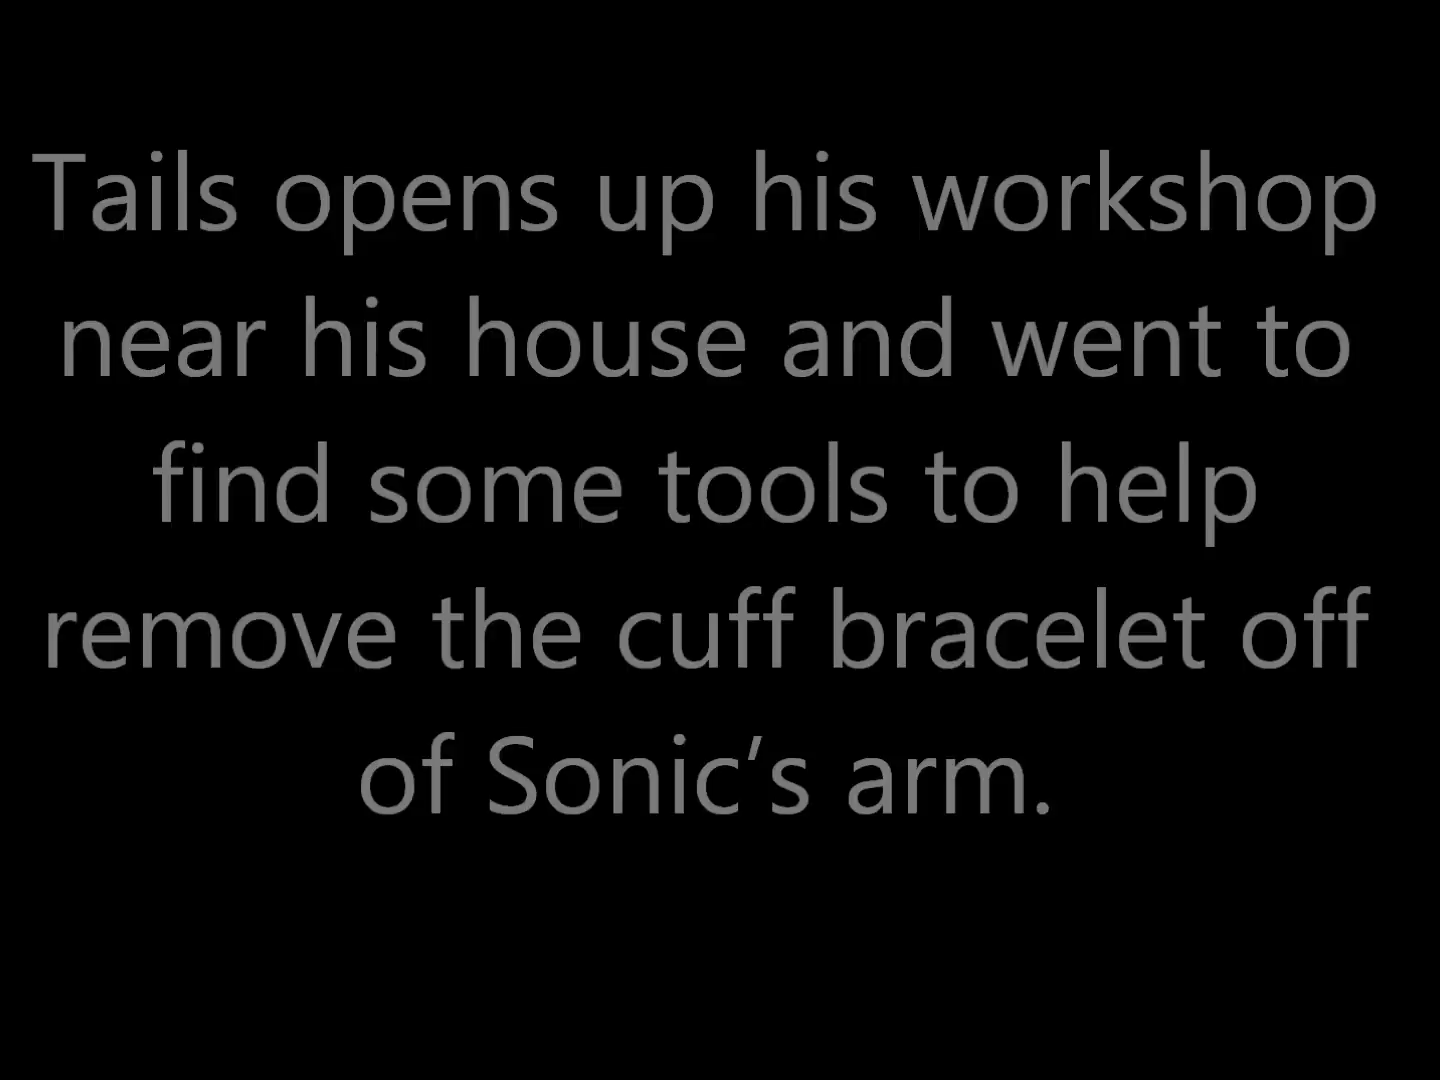 Tails opens up his workshop
near his house and went to
find some tools to help
remove the cuff bracelet off
of Sonic’s arm.